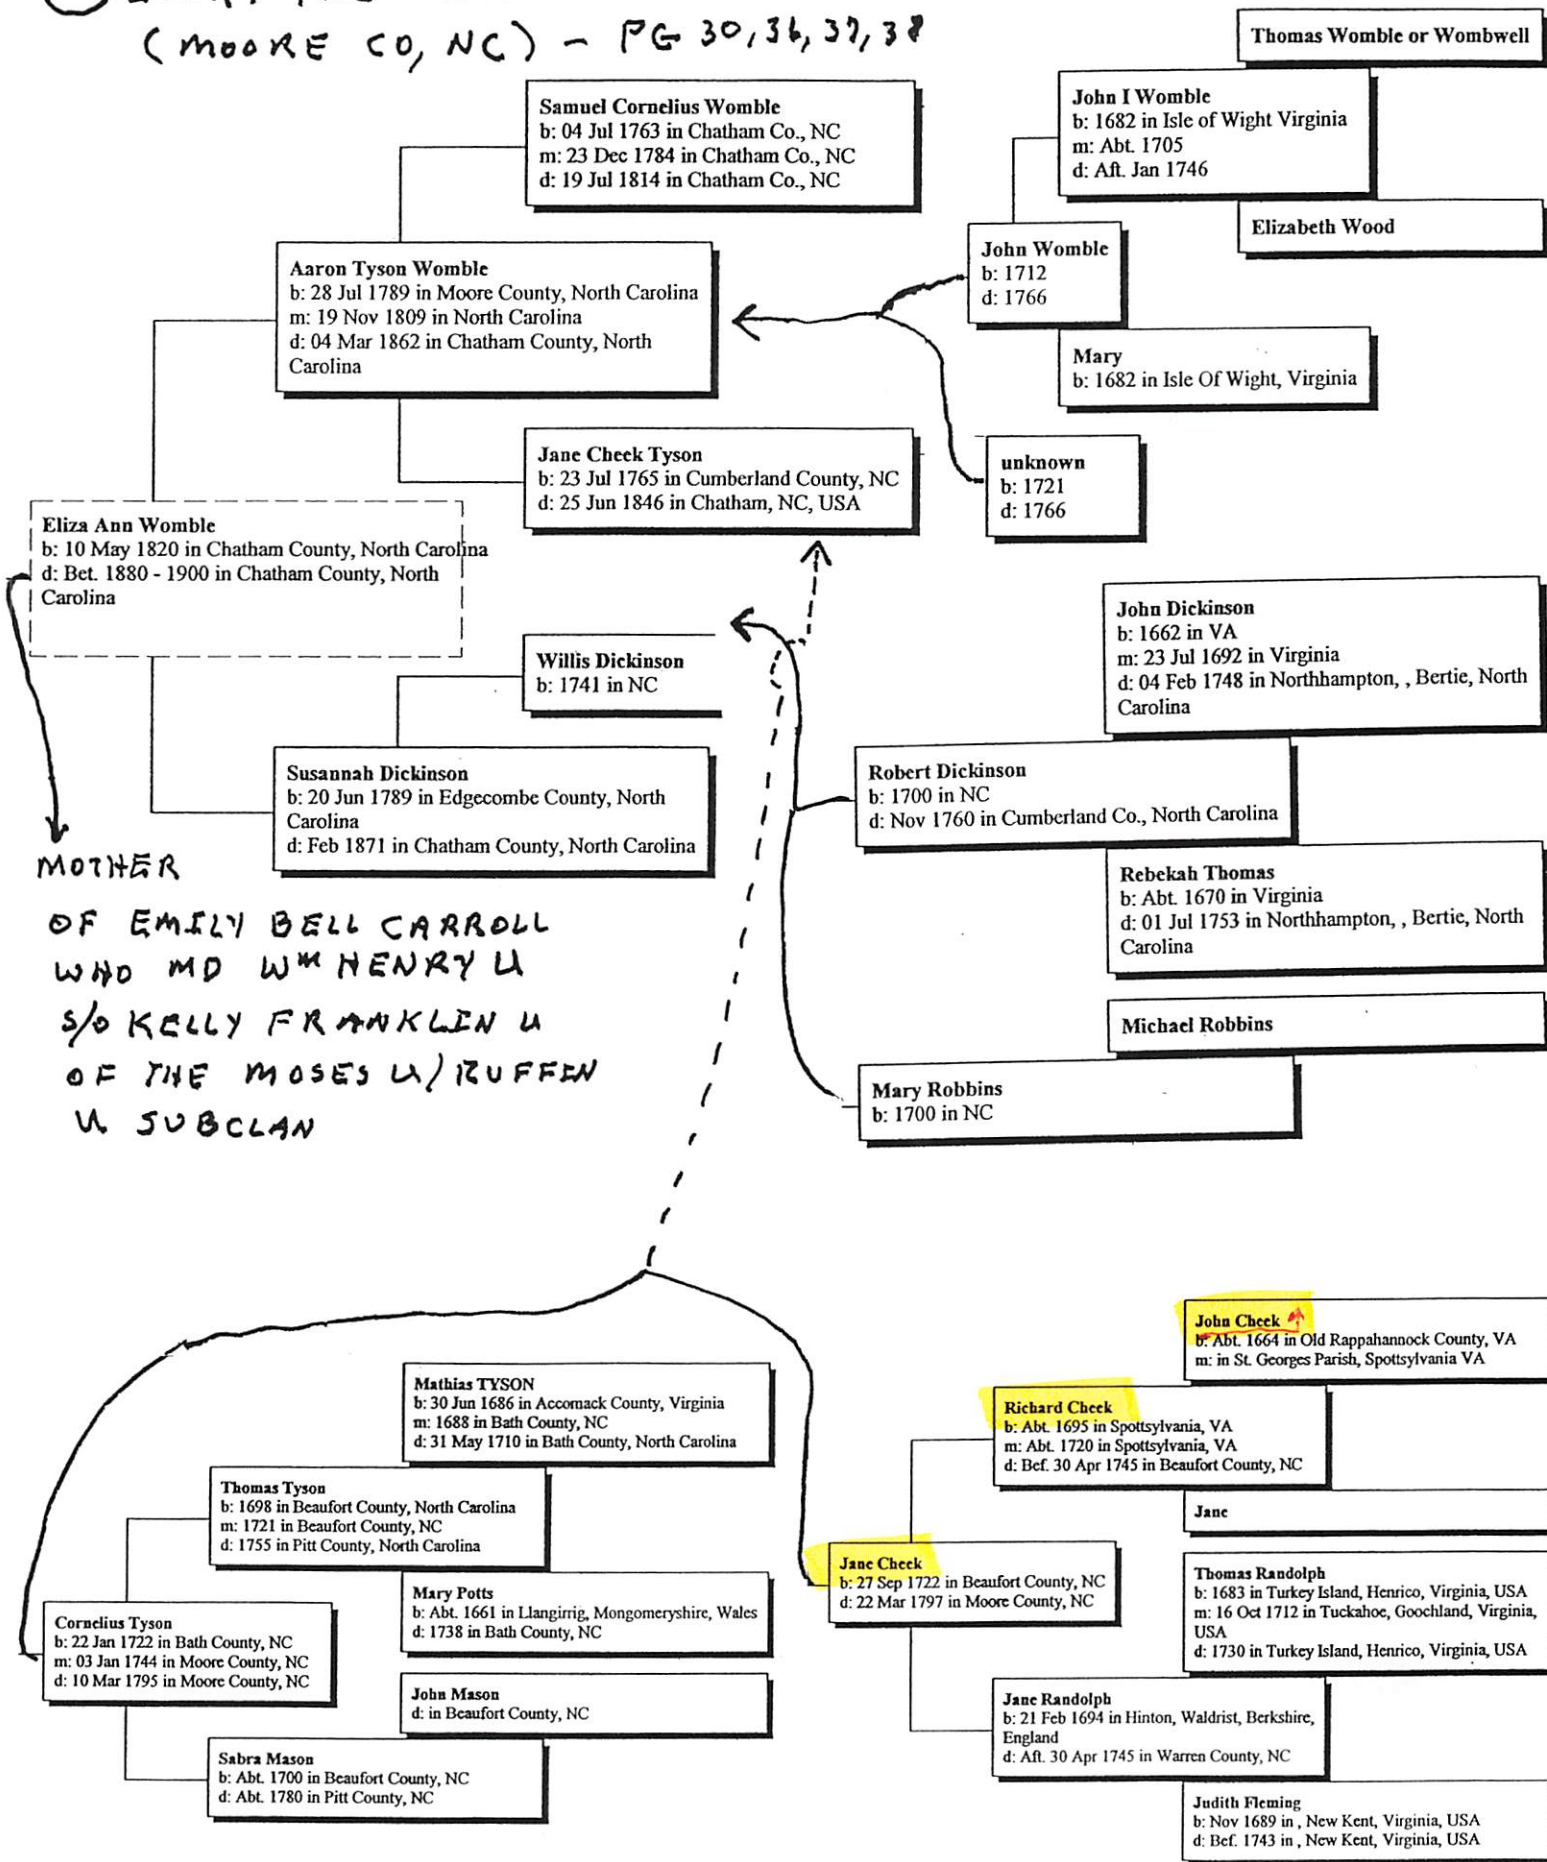 (MOORE CO, NC) - PG 30, 36, 37, 38
Thomas Womble or Wombwell
Samuel Cornelius Womble
b: 04 Jul 1763 in Chatham Co., NC
m: 23 Dec 1784 in Chatham Co., NC
d: 19 Jul 1814 in Chatham Co., NC
John I Womble
b: 1682 in Isle of Wight Virginia
m: Abt. 1705
d: Aft. Jan 1746
Elizabeth Wood
Aaron Tyson Womble
b: 28 Jul 1789 in Moore County, North Carolina
m: 19 Nov 1809 in North Carolina
d: 04 Mar 1862 in Chatham County, North
Carolina
John Womble
b: 1712
d: 1766
Mary
b: 1682 in Isle Of Wight, Virginia
Jane Cheek Tyson
b: 23 Jul 1765 in Cumberland County, NC
d: 25 Jun 1846 in Chatham, NC, USA
unknown
b: 1721
d: 1766
Eliza Ann Womble
b: 10 May 1820 in Chatham County, North Carolina
d: Bet. 1880 - 1900 in Chatham County, North
Carolina
John Dickinson
b: 1662 in VA
m: 23 Jul 1692 in Virginia
d: 04 Feb 1748 in Northhampton, , Bertie, North
Carolina
Willis Dickinson
b: 1741 in NC
Susannah Dickinson
b: 20 Jun 1789 in Edgecombe County, North
Carolina
d: Feb 1871 in Chatham County, North Carolina
Robert Dickinson
b: 1700 in NC
d: Nov 1760 in Cumberland Co., North Carolina
Rebekah Thomas
b: Abt. 1670 in Virginia
d: 01 Jul 1753 in Northhampton, , Bertie, North
Carolina
MOTHER
OF EMILY BELL CARROLL
WHO MD Wm HENRY U
S/O KELLY FRANKLIN U
OF THE MOSES U/RUFFIN
U SUBCLAN
Michael Robbins
Mary Robbins
b: 1700 in NC
John Cheek
b: Abt. 1664 in Old Rappahannock County, VA
m: in St. Georges Parish, Spottsylvania VA
Mathias TYSON
b: 30 Jun 1686 in Accomack County, Virginia
m: 1688 in Bath County, NC
d: 31 May 1710 in Bath County, North Carolina
Richard Cheek
b: Abt. 1695 in Spottsylvania, VA
m: Abt. 1720 in Spottsylvania, VA
d: Bef. 30 Apr 1745 in Beaufort County, NC
Thomas Tyson
b: 1698 in Beaufort County, North Carolina
m: 1721 in Beaufort County, NC
d: 1755 in Pitt County, North Carolina
Jane
Jane Cheek
b: 27 Sep 1722 in Beaufort County, NC
d: 22 Mar 1797 in Moore County, NC
Thomas Randolph
b: 1683 in Turkey Island, Henrico, Virginia, USA
m: 16 Oct 1712 in Tuckahoe, Goochland, Virginia,
USA
d: 1730 in Turkey Island, Henrico, Virginia, USA
Mary Potts
b: Abt. 1661 in Llangirrig, Mongomeryshire, Wales
d: 1738 in Bath County, NC
Cornelius Tyson
b: 22 Jan 1722 in Bath County, NC
m: 03 Jan 1744 in Moore County, NC
d: 10 Mar 1795 in Moore County, NC
John Mason
d: in Beaufort County, NC
Jane Randolph
b: 21 Feb 1694 in Hinton, Waldrist, Berkshire,
England
d: Aft. 30 Apr 1745 in Warren County, NC
Sabra Mason
b: Abt. 1700 in Beaufort County, NC
d: Abt. 1780 in Pitt County, NC
Judith Fleming
b: Nov 1689 in , New Kent, Virginia, USA
d: Bef. 1743 in , New Kent, Virginia, USA